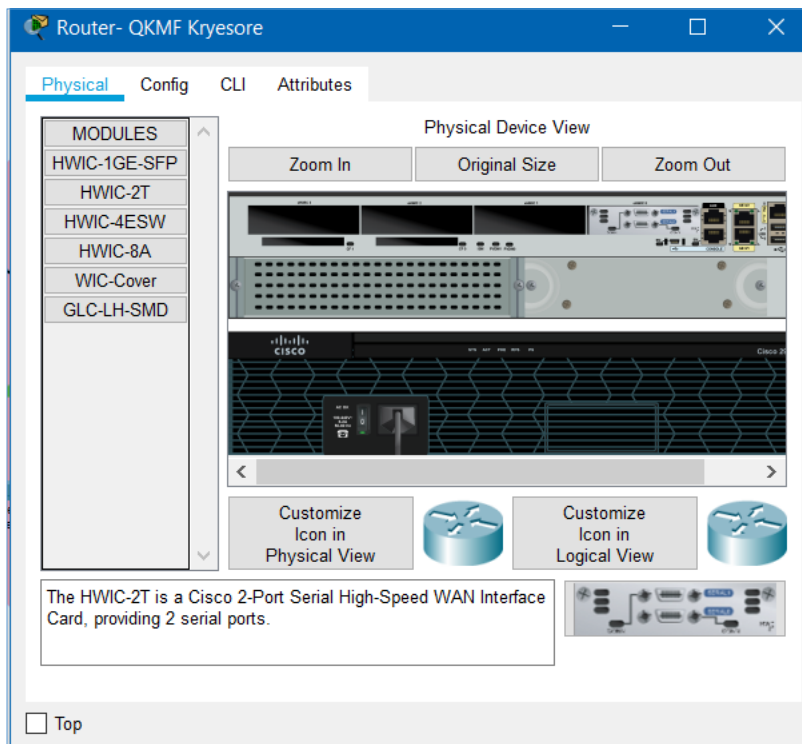 Router- QKMF Kryesore
Physical Config CLI Attributes
MODULES
HWIC-1GE-SFP
HWIC-2T
HWIC-4ESW
HWIC-8A
WIC-Cover
GLC-LH-SMD
Physical Device View
Zoom In Original Size Zoom Out
CISCO
Customize
Icon in
Physical View
Customize
Icon in
Logical View
The HWIC-2T is a Cisco 2-Port Serial High-Speed WAN Interface
Card, providing 2 serial ports.
Top